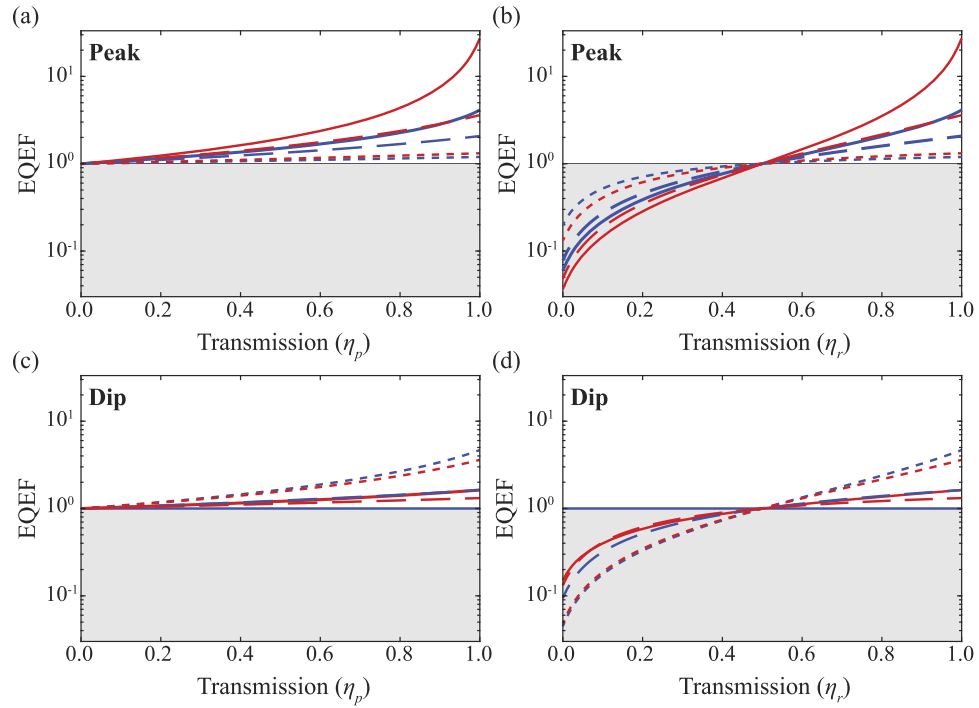 (a)
Peak
EQEF
10¹
10⁰
10⁻¹
0.0 0.2 0.4 0.6 0.8 1.0
Transmission (ηₚ)
(b)
Peak
EQEF
10¹
10⁰
10⁻¹
0.0 0.2 0.4 0.6 0.8 1.0
Transmission (ηᵣ)
(c)
Dip
EQEF
10¹
10⁰
10⁻¹
0.0 0.2 0.4 0.6 0.8 1.0
Transmission (ηₚ)
(d)
Dip
EQEF
10¹
10⁰
10⁻¹
0.0 0.2 0.4 0.6 0.8 1.0
Transmission (ηᵣ)